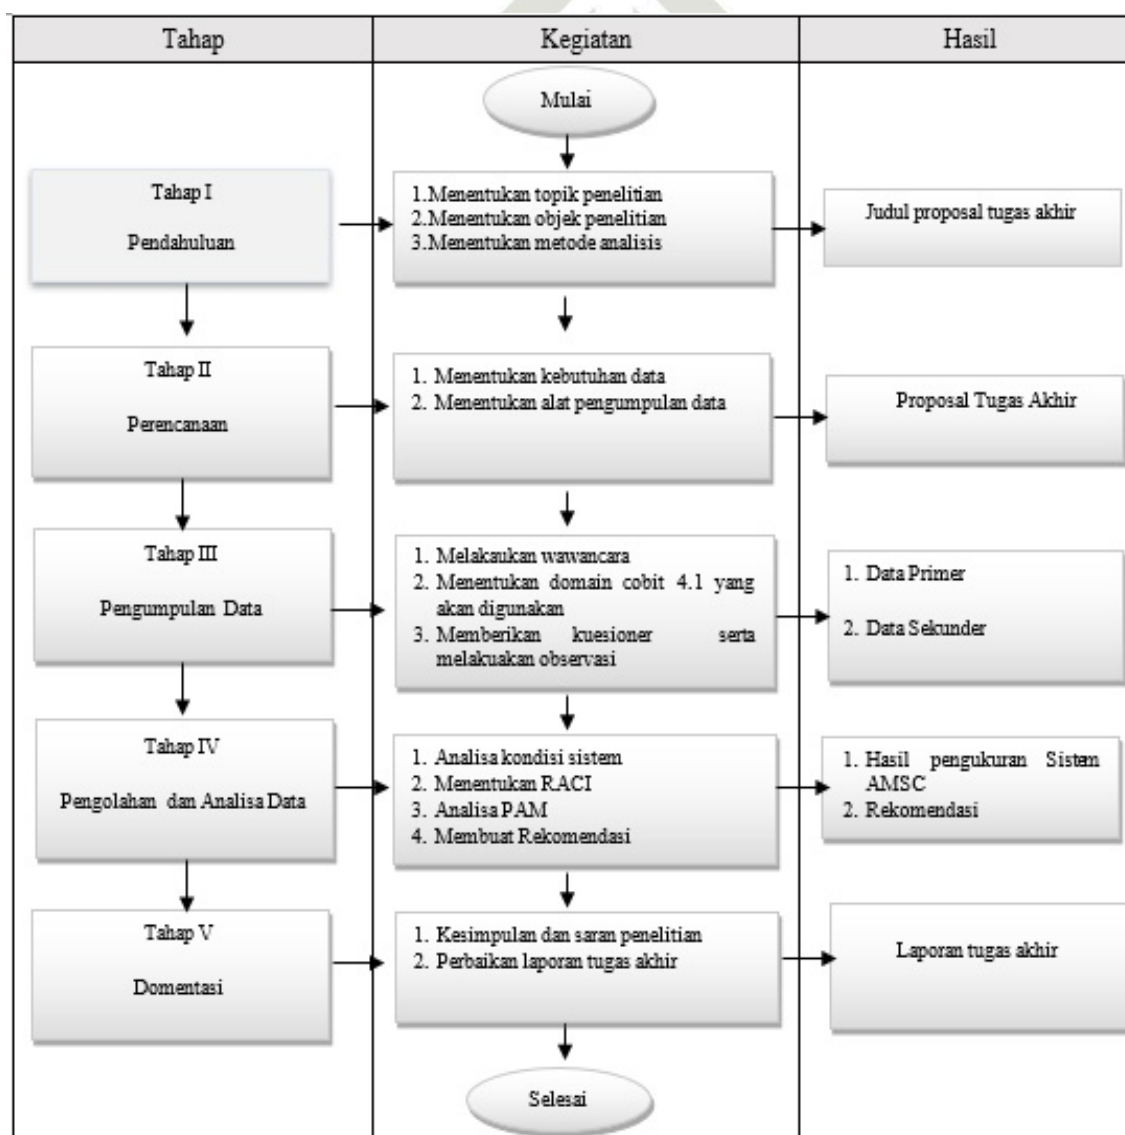 Tahap
Kegiatan
Hasil
Mulai
Tahap I
Pendahuluan
1.Menentukan topik penelitian
2.Menentukan objek penelitian
3.Menentukan metode analisis
Judul proposal tugas akhir
Tahap II
Perencanaan
1. Menentukan kebutuhan data
2. Menentukan alat pengumpulan data
Proposal Tugas Akhir
Tahap III
Pengumpulan Data
1. Melakaukan wawancara
2. Menentukan domain cobit 4.1 yang
akan digunakan
3. Memberikan kuesioner serta
melakuakan observasi
1. Data Primer
2. Data Sekunder
Tahap IV
Pengolahan dan Analisa Data
1. Analisa kondisi sistem
2. Menentukan RACI
3. Analisa PAM
4. Membuat Rekomendasi
1. Hasil pengukuran Sistem
AMSC
2. Rekomendasi
Tahap V
Domentasi
1. Kesimpulan dan saran penelitian
2. Perbaikan laporan tugas akhir
Laporan tugas akhir
Selesai